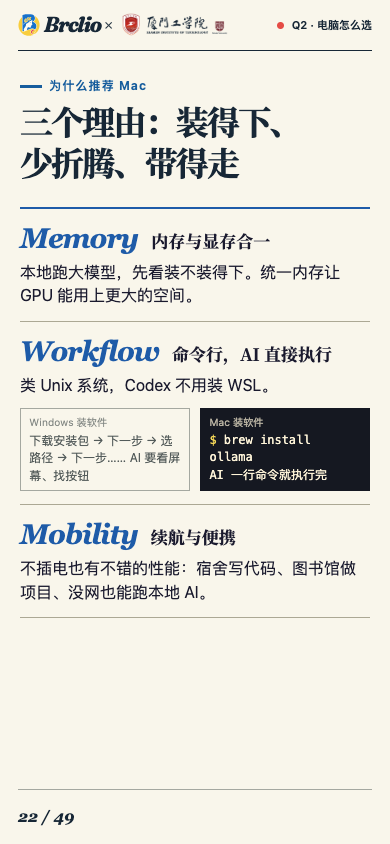 Brclio × 厦门工学院
XIAMEN INSTITUTE OF TECHNOLOGY
Q2 · 电脑怎么选
为什么推荐 Mac
三个理由：装得下、
少折腾、带得走
Memory 内存与显存合一
本地跑大模型，先看装不装得下。统一内存让
GPU 能用上更大的空间。
Workflow 命令行，AI 直接执行
类 Unix 系统，Codex 不用装 WSL。
Windows 装软件
下载安装包 → 下一步 → 选
路径 → 下一步…… AI 要看屏
幕、找按钮
Mac 装软件
$ brew install
ollama
AI 一行命令就执行完
Mobility 续航与便携
不插电也有不错的性能：宿舍写代码、图书馆做
项目、没网也能跑本地 AI。
22 / 49